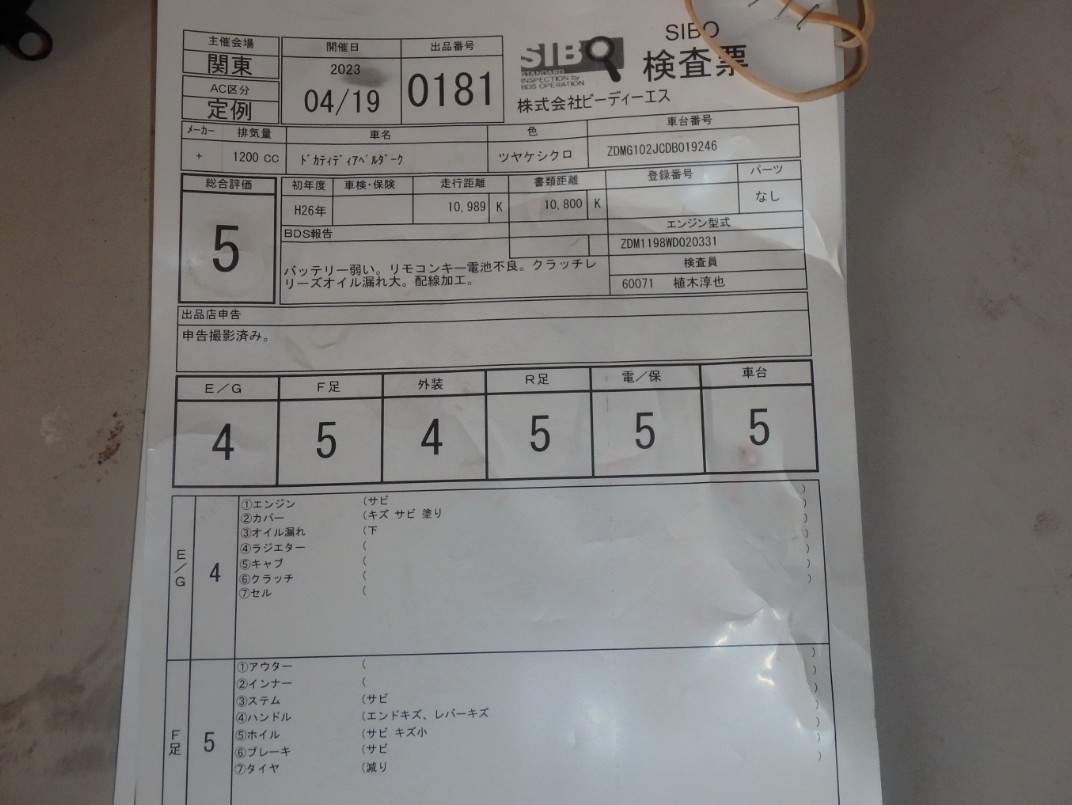 主催会場
関東
AC区分
定例
開催日
2023
04/19
出品番号
0181
SIBO
STANDARD
INSPECTION by
BDS OPERATION
SIBO
検査票
株式会社ビーディーエス
メーカー 排気量 車名 色 車台番号
+ 1200 CC ドカティディアベルダーク ツヤケシクロ ZDMG102JCDB019246
総合評価
5
初年度 車検・保険 走行距離 書類距離 登録番号 パーツ
H26年 10,989 K 10,800 K なし
BDS報告
バッテリー弱い。リモコンキー電池不良。クラッチレ
リーズオイル漏れ大。配線加工。
エンジン型式
ZDM1198WD020331
検査員
60071 植木淳也
出品店申告
申告撮影済み。
E/G F足 外装 R足 電/保 車台
4 5 4 5 5 5
E/G
4
①エンジン (サビ )
②カバー (キズ サビ 塗り )
③オイル漏れ (下 )
④ラジエター ( )
⑤キャブ ( )
⑥クラッチ ( )
⑦セル ( )
F足
5
①アウター ( )
②インナー ( )
③ステム (サビ )
④ハンドル (エンドキズ、レバーキズ )
⑤ホイル (サビ キズ小 )
⑥ブレーキ (サビ )
⑦タイヤ (減り )